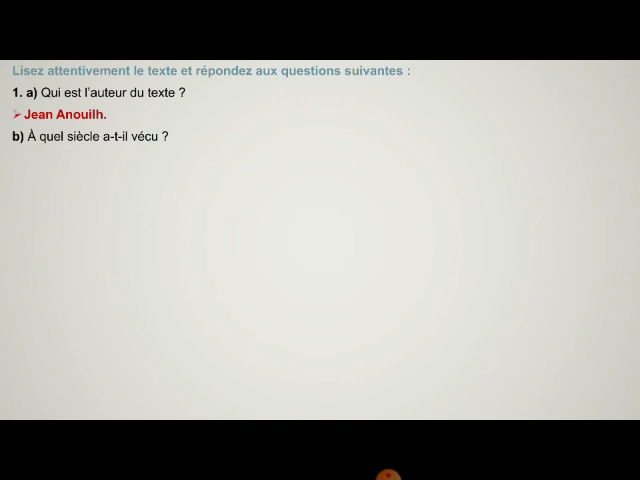 Lisez attentivement le texte et répondez aux questions suivantes :
1. a) Qui est l'auteur du texte ?
➢ Jean Anouilh.
b) À quel siècle a-t-il vécu ?